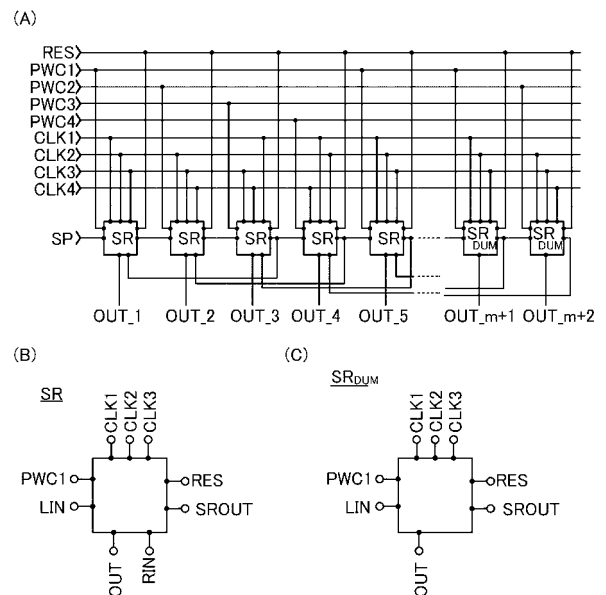 (A)
RES
PWC1
PWC2
PWC3
PWC4
CLK1
CLK2
CLK3
CLK4
SP SR SR SR SR SR SR DUM SR DUM
OUT_1 OUT_2 OUT_3 OUT_4 OUT_5 OUT_m+1 OUT_m+2
(B)
SR
CLK1 CLK2 CLK3
PWC1 RES
LIN SROUT
OUT RIN
(C)
SRDUM
CLK1 CLK2 CLK3
PWC1 RES
LIN SROUT
OUT